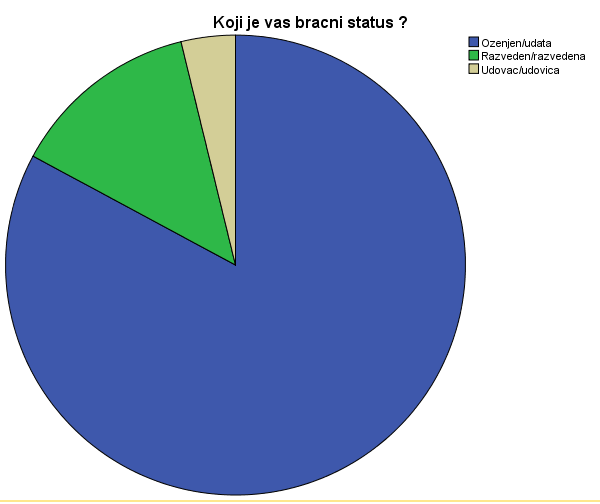 Koji je vas bracni status ?
Ozenjen/udata
Razveden/razvedena
Udovac/udovica